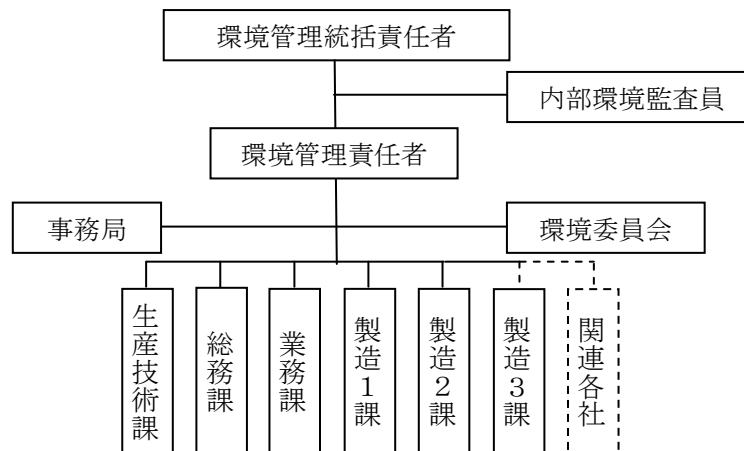 環境管理統括責任者
内部環境監査員
環境管理責任者
事務局
環境委員会
生産技術課
総務課
業務課
製造1課
製造2課
製造3課
関連各社